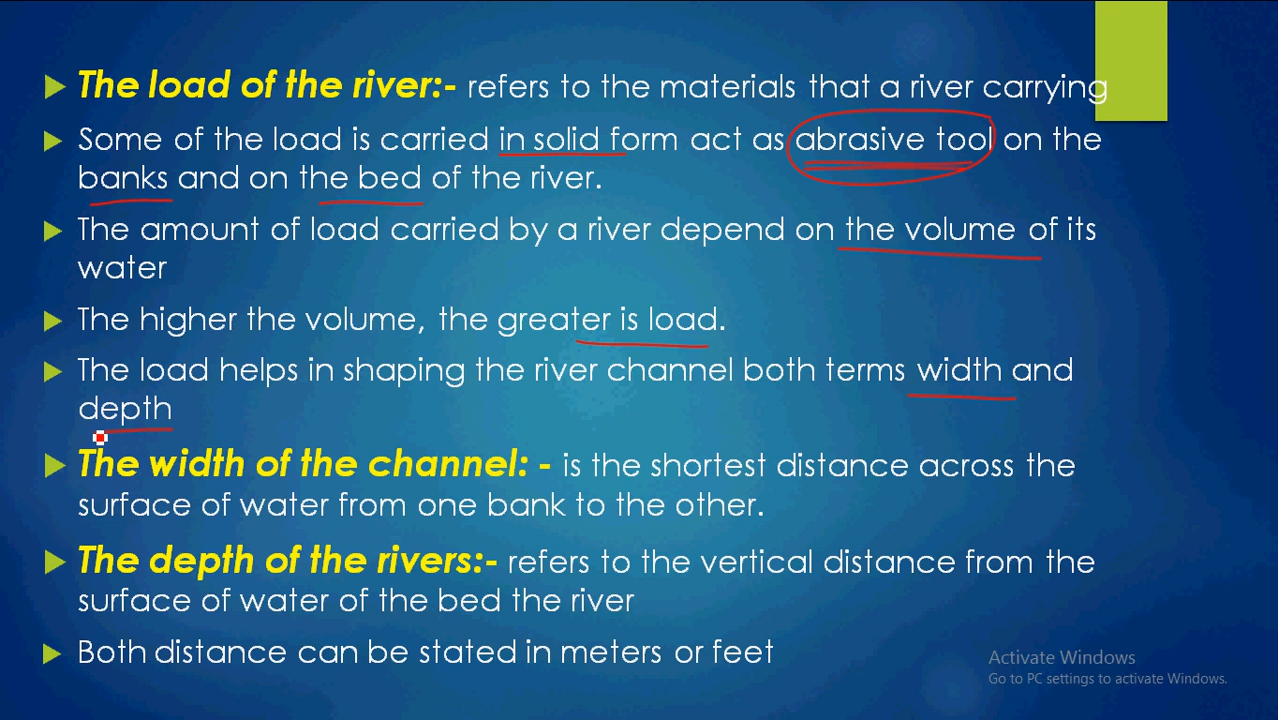 The load of the river:- refers to the materials that a river carrying
Some of the load is carried in solid form act as abrasive tool on the
banks and on the bed of the river.
The amount of load carried by a river depend on the volume of its
water
The higher the volume, the greater is load.
The load helps in shaping the river channel both terms width and
depth
The width of the channel: - is the shortest distance across the
surface of water from one bank to the other.
The depth of the rivers:- refers to the vertical distance from the
surface of water of the bed the river
Both distance can be stated in meters or feet
Activate Windows
Go to PC settings to activate Windows.